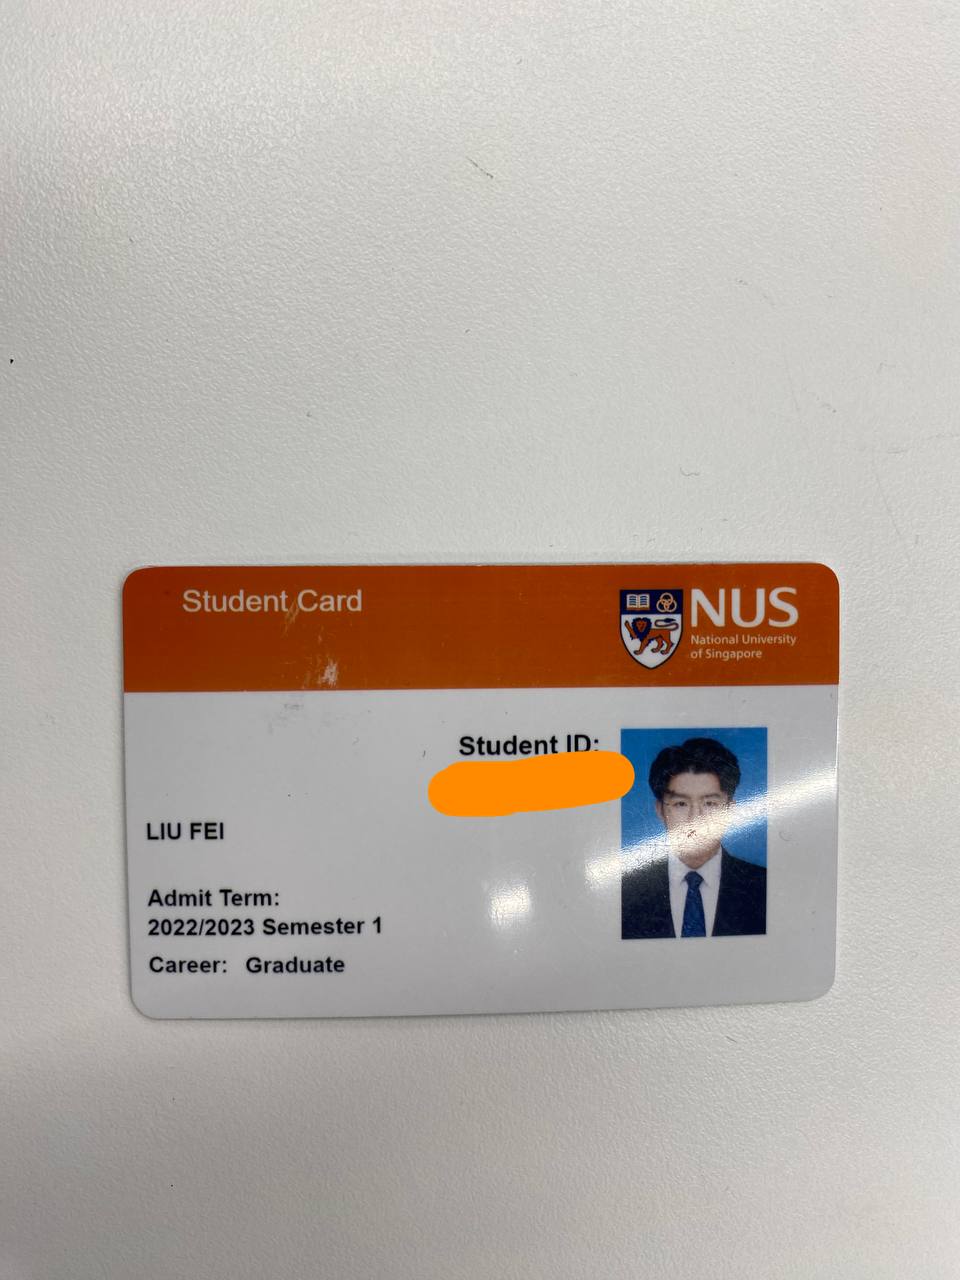 Student Card
NUS
National University
of Singapore
Student ID:
LIU FEI
Admit Term:
2022/2023 Semester 1
Career: Graduate